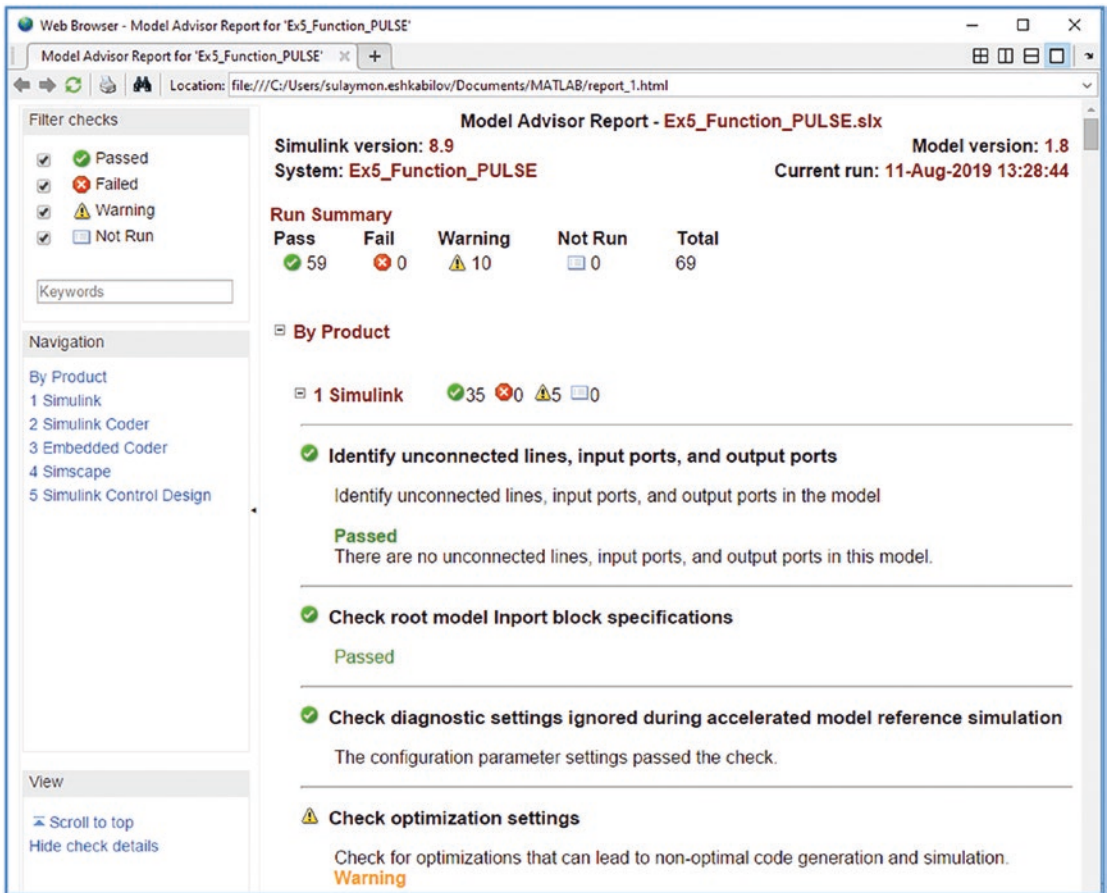 Web Browser - Model Advisor Report for 'Ex5_Function_PULSE'
Model Advisor Report for 'Ex5_Function_PULSE'
Location: file:///C:/Users/sulaymon.eshkabilov/Documents/MATLAB/report_1.html
Filter checks
Passed
Failed
Warning
Not Run
Keywords
Navigation
By Product
1 Simulink
2 Simulink Coder
3 Embedded Coder
4 Simscape
5 Simulink Control Design
View
Scroll to top
Hide check details
Model Advisor Report - Ex5_Function_PULSE.slx
Simulink version: 8.9 Model version: 1.8
System: Ex5_Function_PULSE Current run: 11-Aug-2019 13:28:44
Run Summary
Pass Fail Warning Not Run Total
59 0 10 0 69
By Product
1 Simulink 35 0 5 0
Identify unconnected lines, input ports, and output ports
Identify unconnected lines, input ports, and output ports in the model
Passed
There are no unconnected lines, input ports, and output ports in this model.
Check root model Inport block specifications
Passed
Check diagnostic settings ignored during accelerated model reference simulation
The configuration parameter settings passed the check.
Check optimization settings
Check for optimizations that can lead to non-optimal code generation and simulation.
Warning